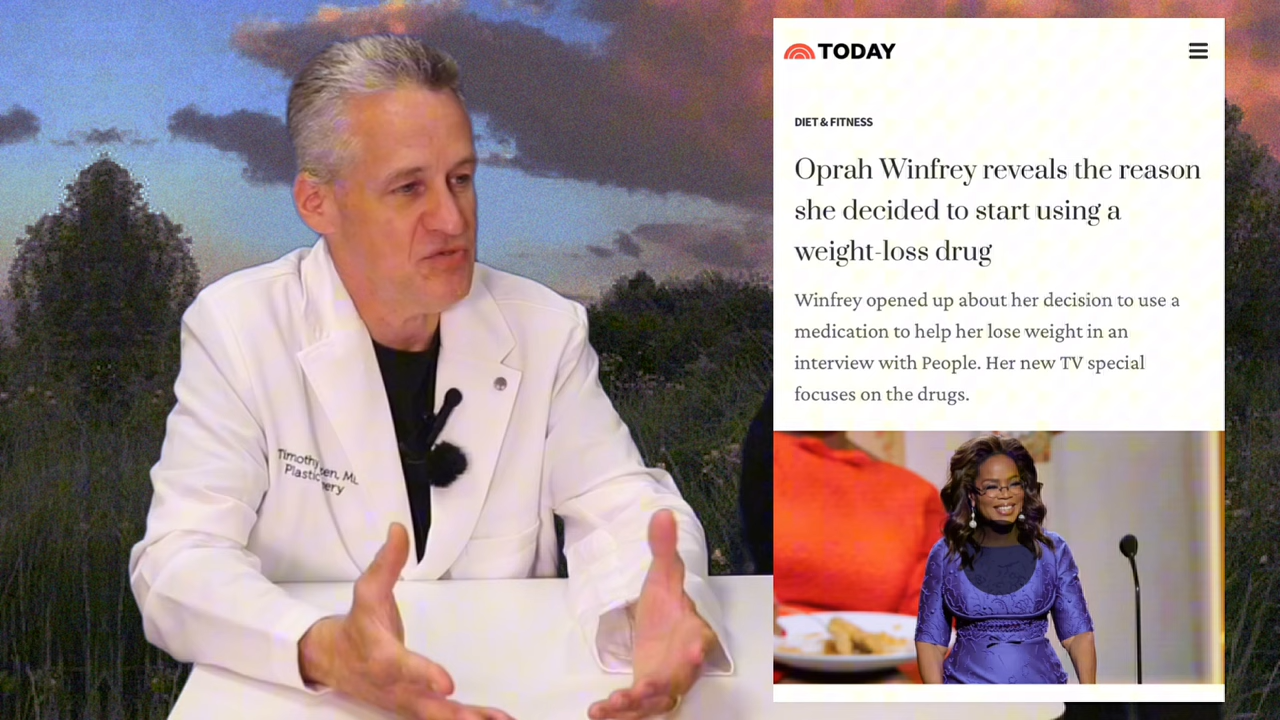 TODAY
DIET & FITNESS
Oprah Winfrey reveals the reason
she decided to start using a
weight-loss drug
Winfrey opened up about her decision to use a
medication to help her lose weight in an
interview with People. Her new TV special
focuses on the drugs.
Timothy
Plastic